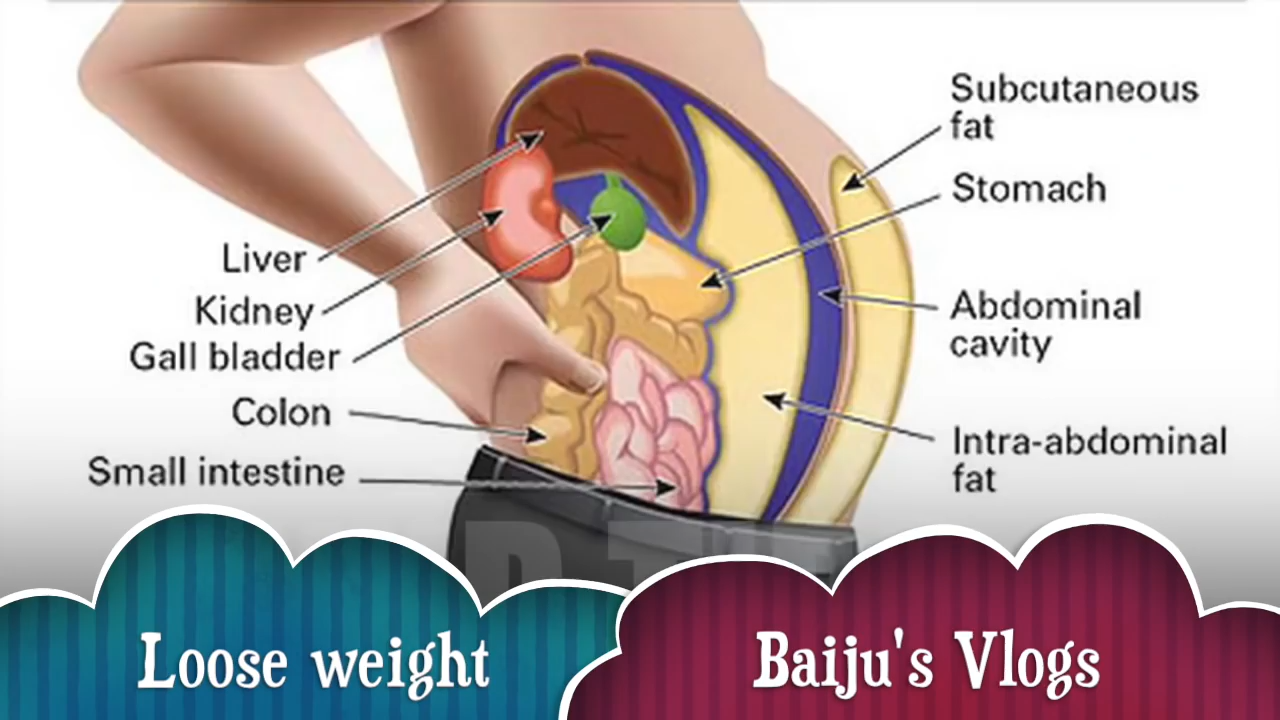 Subcutaneous
fat
Stomach
Liver
Kidney
Gall bladder
Colon
Small intestine
Abdominal
cavity
Intra-abdominal
fat
Loose weight
Baiju's Vlogs